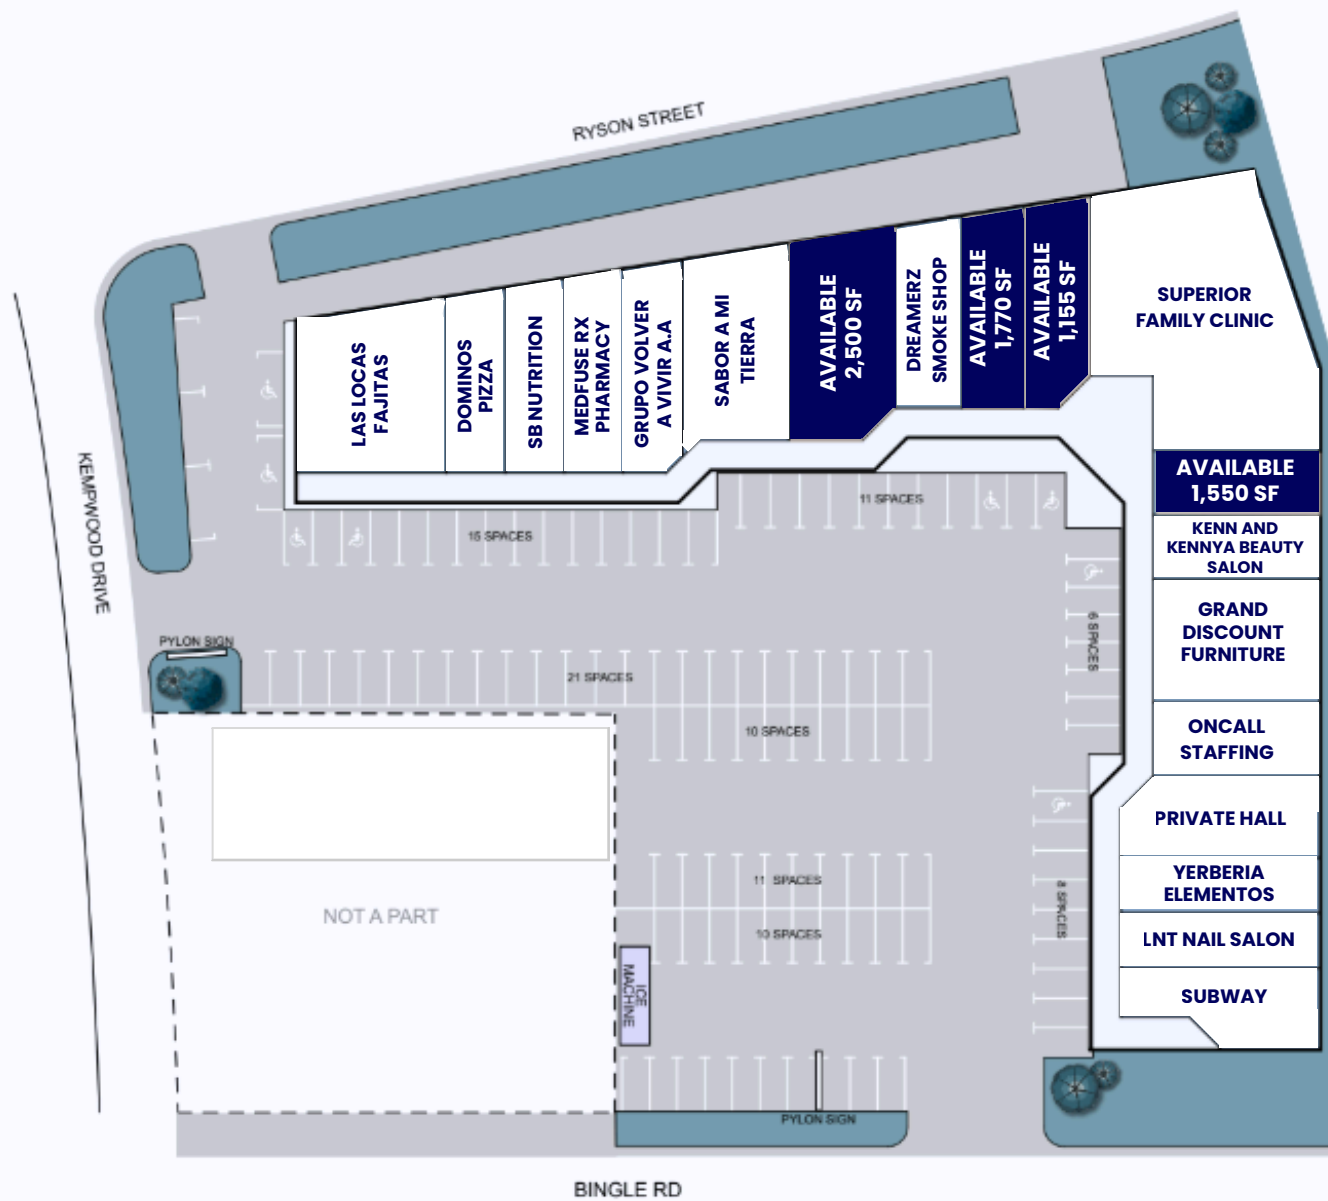 RYSON STREET
KEMPWOOD DRIVE
LAS LOCAS
FAJITAS
DOMINOS
PIZZA
SB NUTRITION
MEDFUSE RX
PHARMACY
GRUPO VOLVER
A VIVIR A.A
SABOR A MI
TIERRA
AVAILABLE
2,500 SF
DREAMERZ
SMOKE SHOP
AVAILABLE
1,770 SF
AVAILABLE
1,155 SF
SUPERIOR
FAMILY CLINIC
AVAILABLE
1,550 SF
KENN AND
KENNYA BEAUTY
SALON
GRAND
DISCOUNT
FURNITURE
ONCALL
STAFFING
PRIVATE HALL
YERBERIA
ELEMENTOS
LNT NAIL SALON
SUBWAY
15 SPACES
11 SPACES
6 SPACES
PYLON SIGN
21 SPACES
10 SPACES
11 SPACES
10 SPACES
8 SPACES
NOT A PART
ICE
MACHINE
PYLON SIGN
BINGLE RD